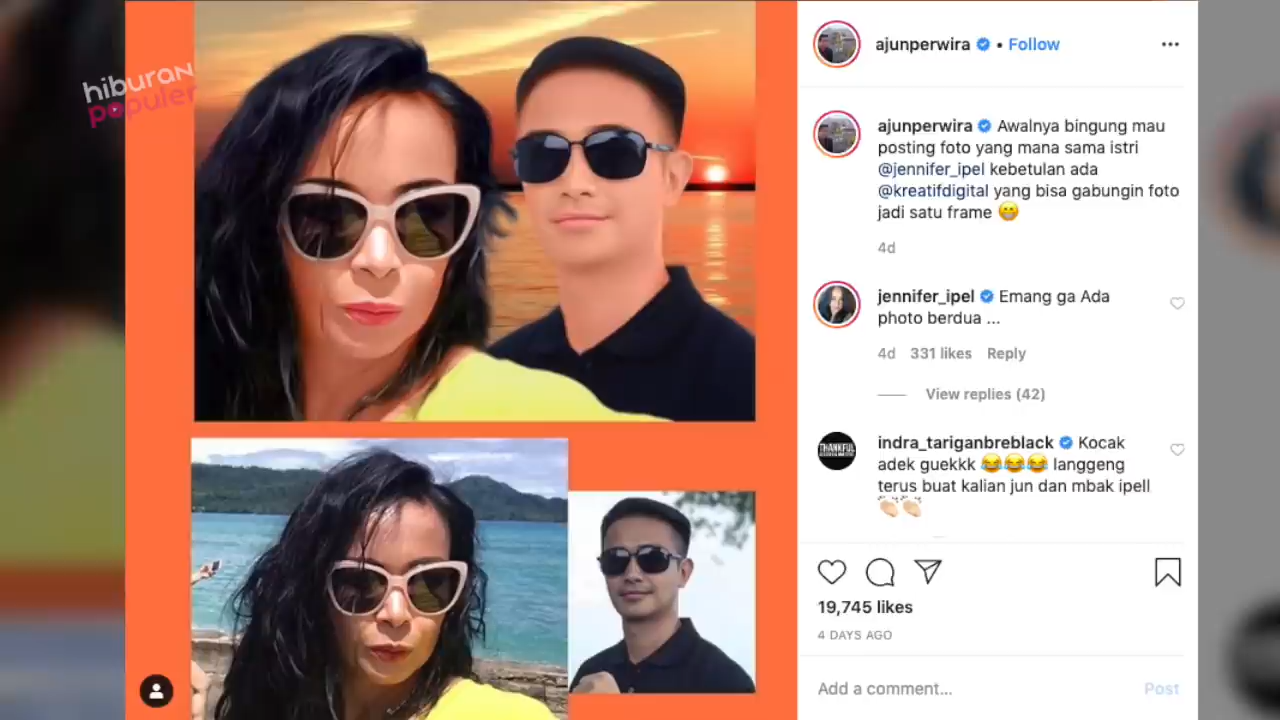 hiburan
populer
ajunperwira • Follow
ajunperwira Awalnya bingung mau
posting foto yang mana sama istri
@jennifer_ipel kebetulan ada
@kreatifdigital yang bisa gabungin foto
jadi satu frame 😁
4d
jennifer_ipel Emang ga Ada
photo berdua ...
4d 331 likes Reply
View replies (42)
THANKFUL
indra_tariganbreblack Kocak
adek guekkk 😂😂😂 langgeng
terus buat kalian jun dan mbak ipell
👏🏻👏🏻
19,745 likes
4 DAYS AGO
Add a comment... Post